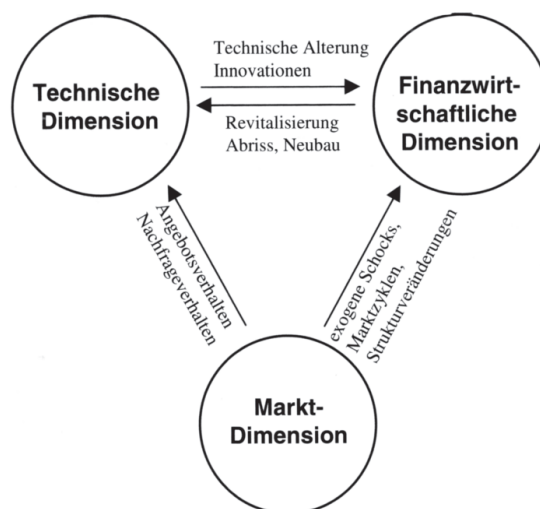 Technische Alterung
Innovationen
Technische
Dimension
Finanzwirt-
schaftliche
Dimension
Revitalisierung
Abriss, Neubau
Angebotsverhalten
Nachfrageverhalten
exogene Schocks,
Marktzyklen,
Strukturveränderungen
Markt-
Dimension